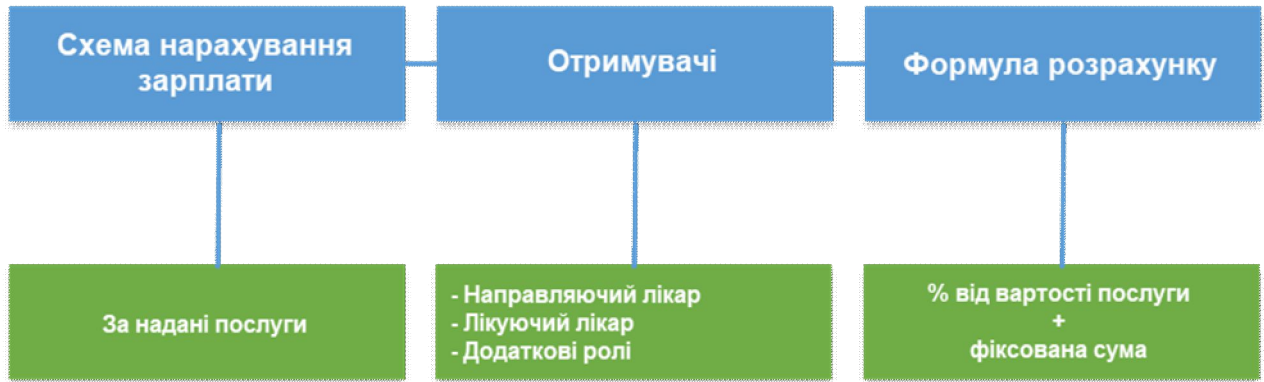 Схема нарахування
зарплати
Отримувачі
Формула розрахунку
За надані послуги
- Направляючий лікар
- Лікуючий лікар
- Додаткові ролі
% від вартості послуги
+
фіксована сума